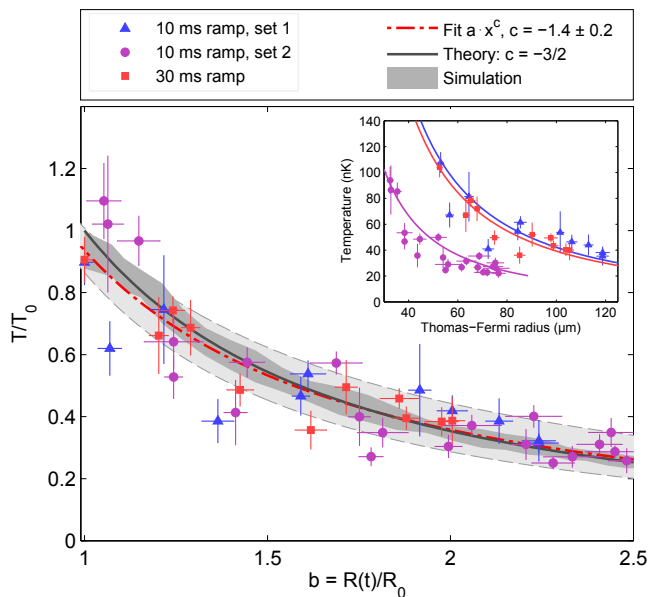 10 ms ramp, set 1
10 ms ramp, set 2
30 ms ramp
Fit a · x^c, c = −1.4 ± 0.2
Theory: c = −3/2
Simulation
T/T₀
1.2
1
0.8
0.6
0.4
0.2
0
1
1.5
2
2.5
b = R(t)/R₀
Temperature (nK)
140
120
100
80
60
40
20
0
40
60
80
100
120
Thomas−Fermi radius (µm)